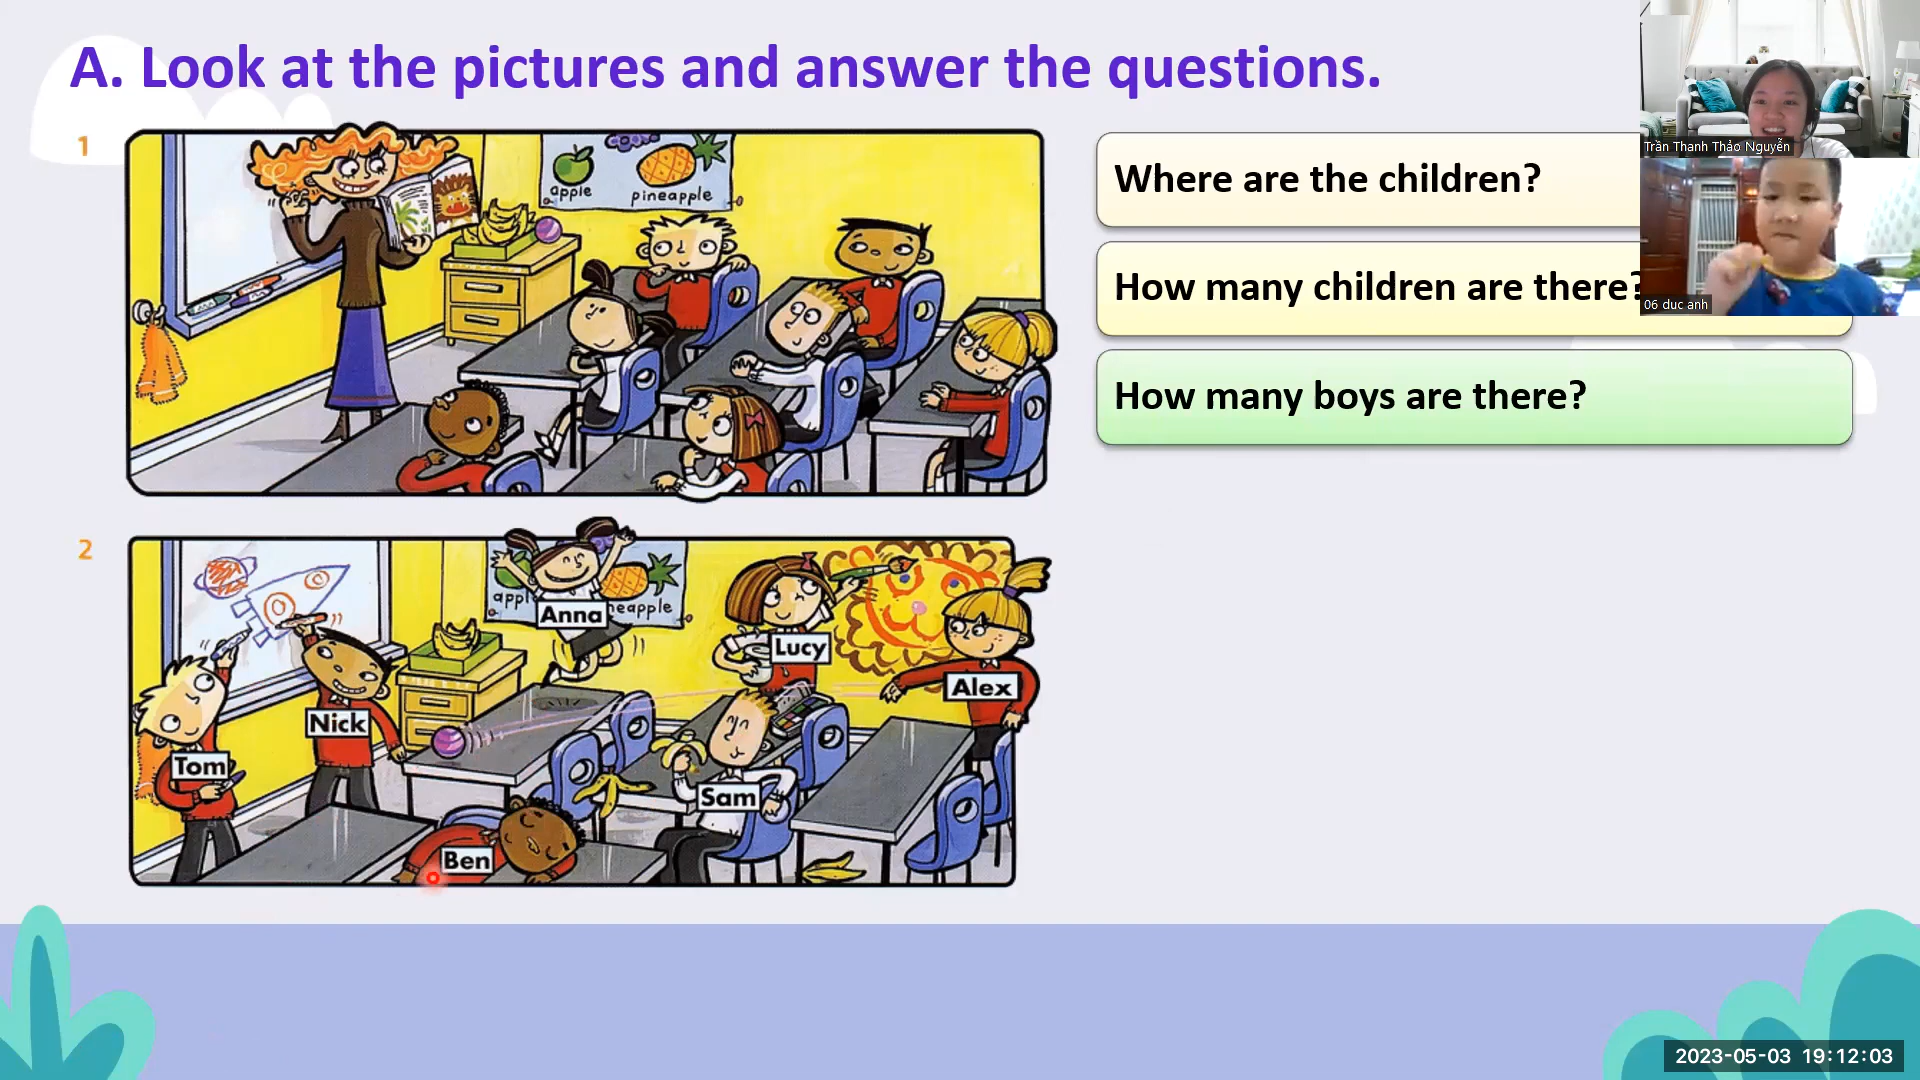 A. Look at the pictures and answer the questions.
1
apple
pineapple
Where are the children?
How many children are there?
How many boys are there?
Trần Thanh Thảo Nguyễn
06 duc anh
2
appl
neapple
Anna
Lucy
Alex
Nick
Tom
Sam
Ben
2023-05-03 19:12:03